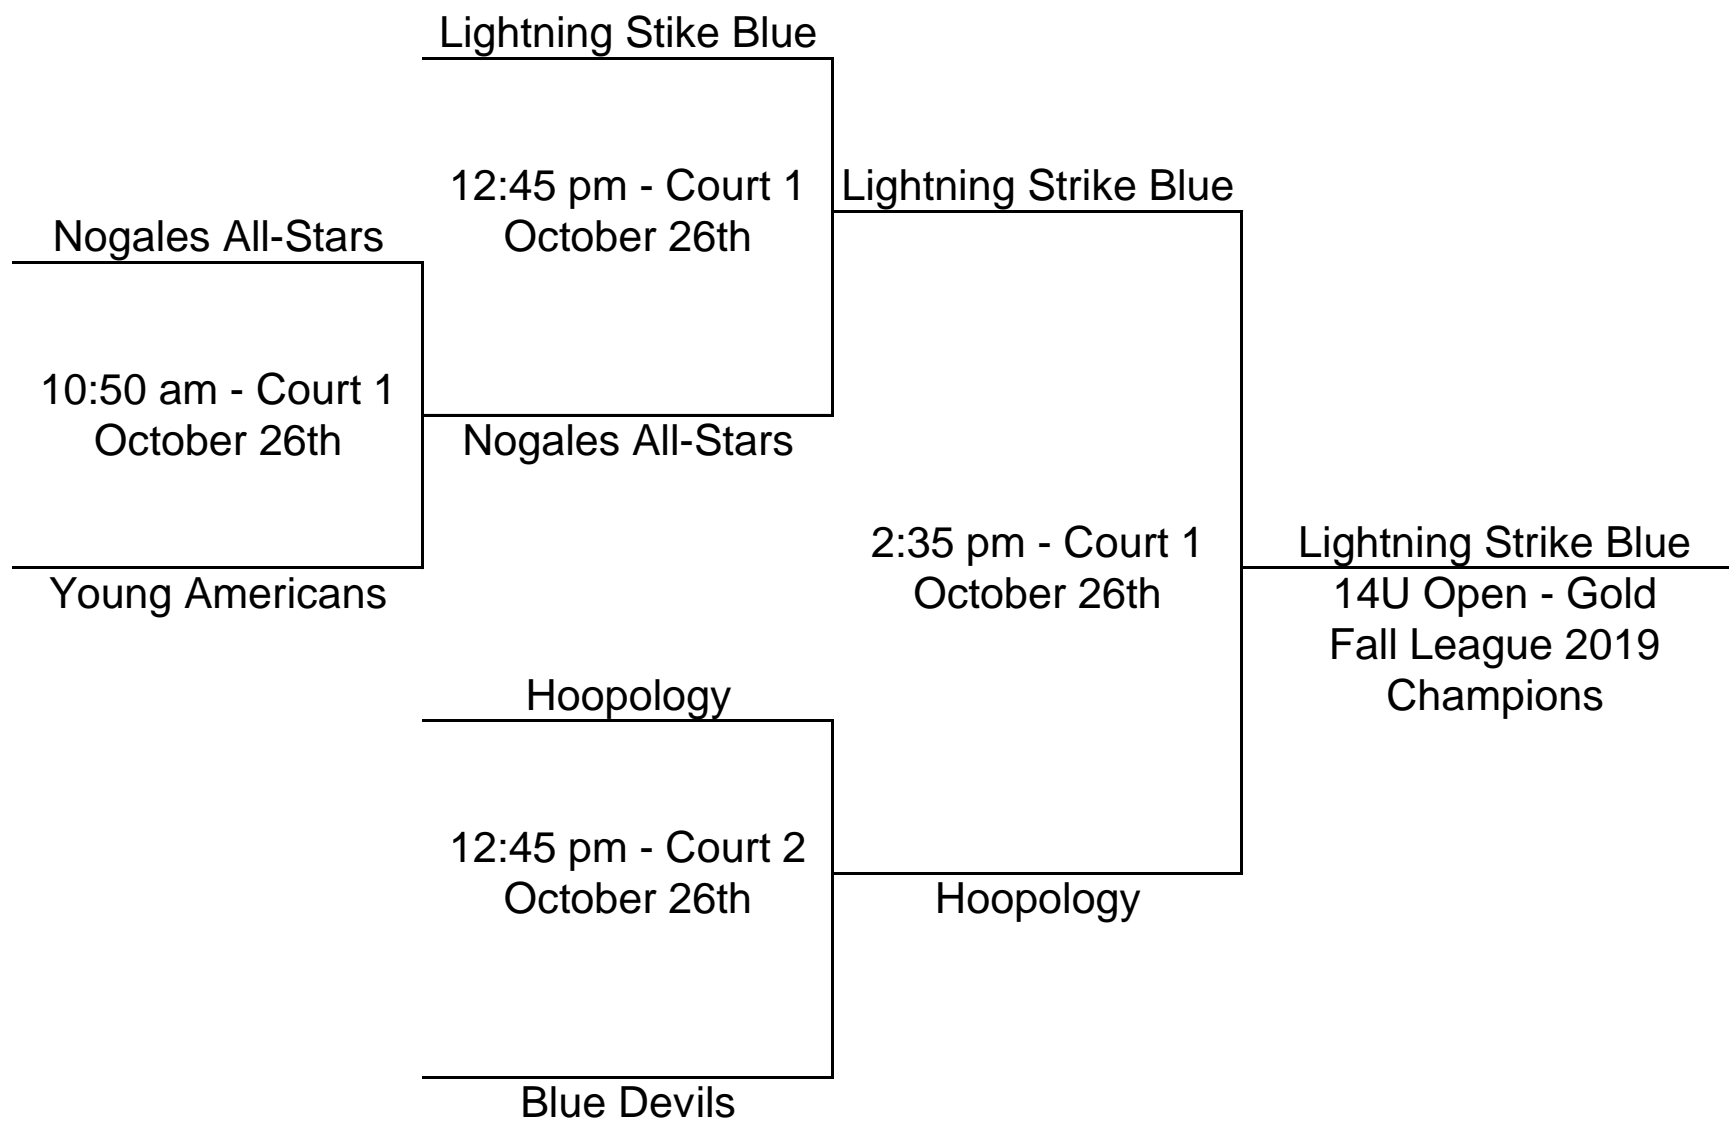 Lightning Stike Blue
12:45 pm - Court 1
October 26th
Lightning Strike Blue
Nogales All-Stars
10:50 am - Court 1
October 26th
Nogales All-Stars
Young Americans
2:35 pm - Court 1
October 26th
Lightning Strike Blue
14U Open - Gold
Fall League 2019
Champions
Hoopology
12:45 pm - Court 2
October 26th
Hoopology
Blue Devils